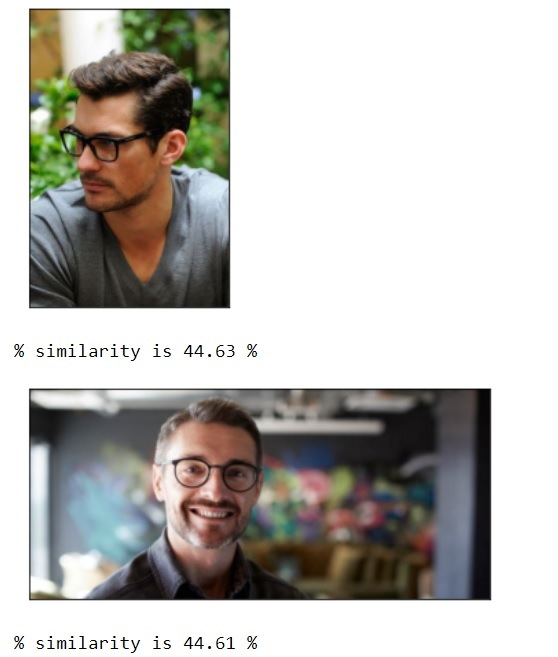 % similarity is 44.63 %
% similarity is 44.61 %